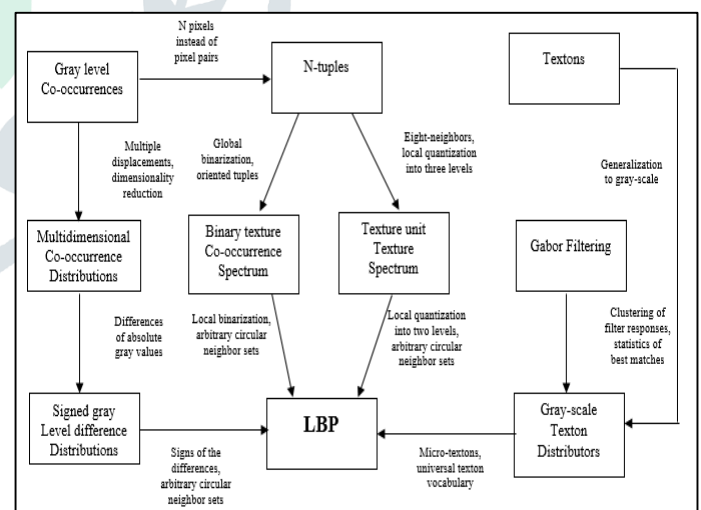 N pixels
instead of
pixel pairs
Gray level
Co-occurrences
N-tuples
Textons
Multiple
displacements,
dimensionality
reduction
Global
binarization,
oriented tuples
Eight-neighbors,
local quantization
into three levels
Generalization
to gray-scale
Multidimensional
Co-occurrence
Distributions
Binary texture
Co-occurrence
Spectrum
Texture unit
Texture
Spectrum
Gabor Filtering
Differences
of absolute
gray values
Local binarization,
arbitrary circular
neighbor sets
Local quantization
into two levels,
arbitrary circular
neighbor sets
Clustering of
filter responses,
statistics of
best matches
Signed gray
Level difference
Distributions
LBP
Gray-scale
Texton
Distributors
Signs of the
differences,
arbitrary circular
neighbor sets
Micro-textons,
universal texton
vocabulary